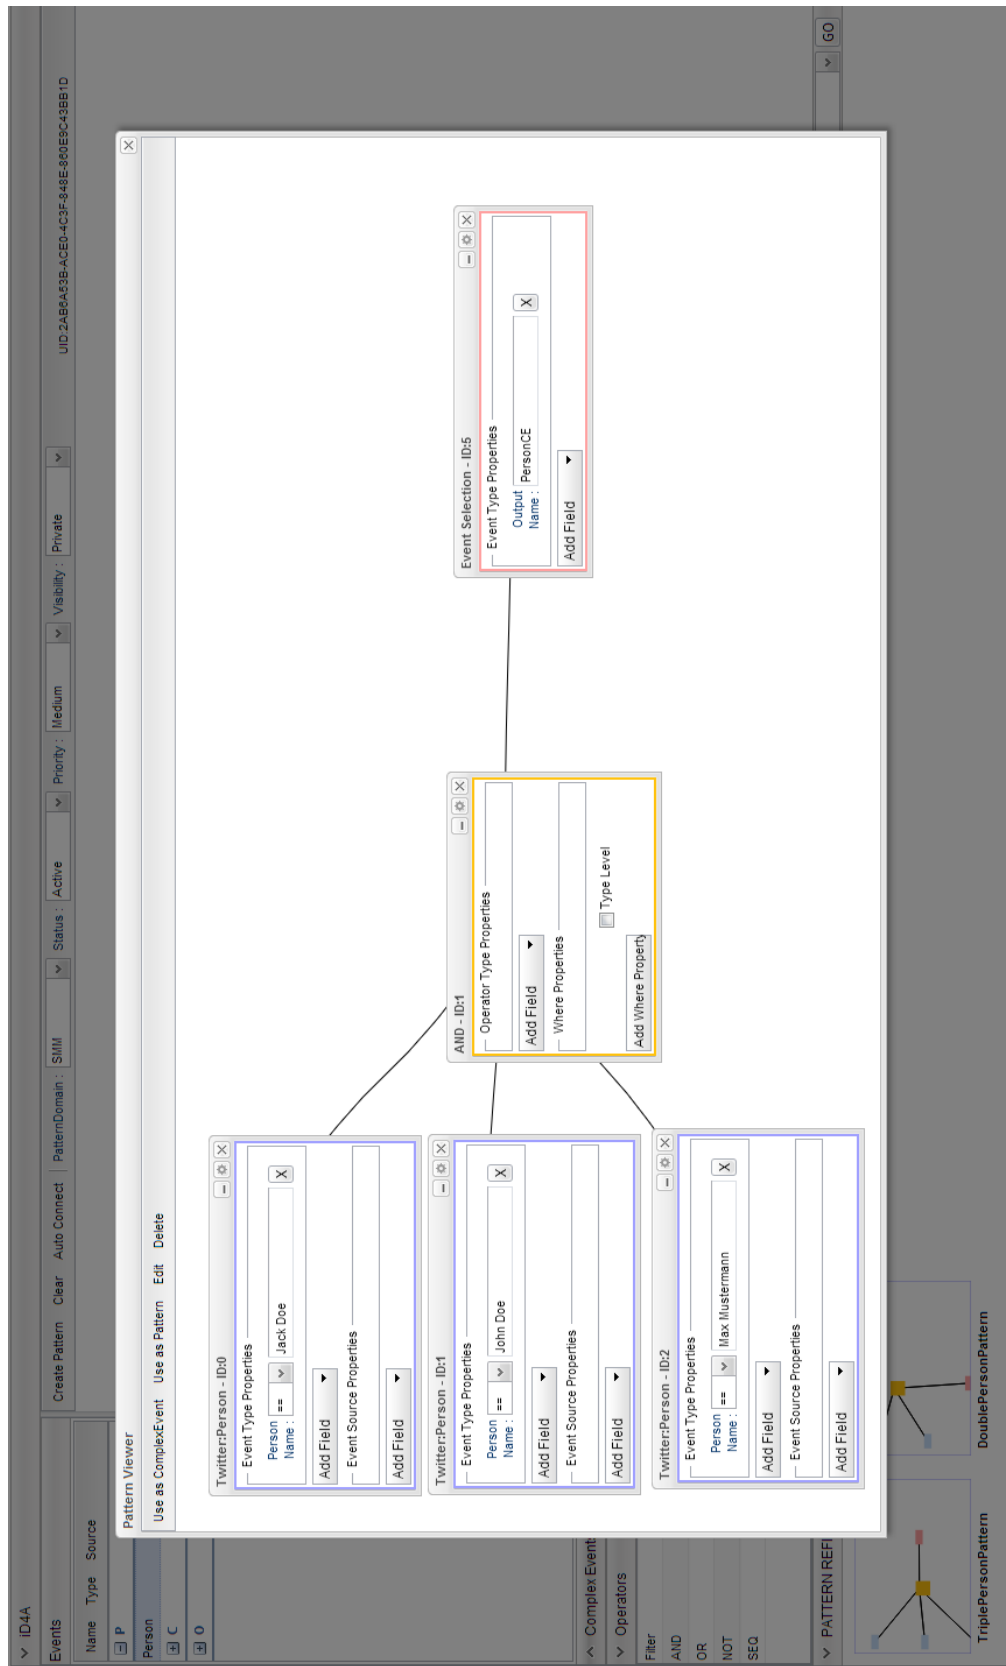 iD4A
Events
Create Pattern Clear Auto Connect PatternDomain : SMM Status : Active Priority : Medium Visibility : Private UID:2AB6A53B-ACE0-4C3F-848E-860E9C43BB1D
Name Type Source
P
Person
C
O
Complex Event
Operators
Filter
AND
OR
NOT
SEQ
PATTERN REFI
GO
TriplePersonPattern
DoublePersonPattern
Pattern Viewer
Use as ComplexEvent Use as Pattern Edit Delete
Twitter:Person - ID:0
Event Type Properties
Person
Name : == Jack Doe X
Add Field
Event Source Properties
Add Field
Twitter:Person - ID:1
Event Type Properties
Person
Name : == John Doe X
Add Field
Event Source Properties
Add Field
Twitter:Person - ID:2
Event Type Properties
Person
Name : == Max Mustermann X
Add Field
Event Source Properties
Add Field
AND - ID:1
Operator Type Properties
Add Field
Where Properties
Type Level
Add Where Property
Event Selection - ID:5
Event Type Properties
Output
Name : PersonCE X
Add Field